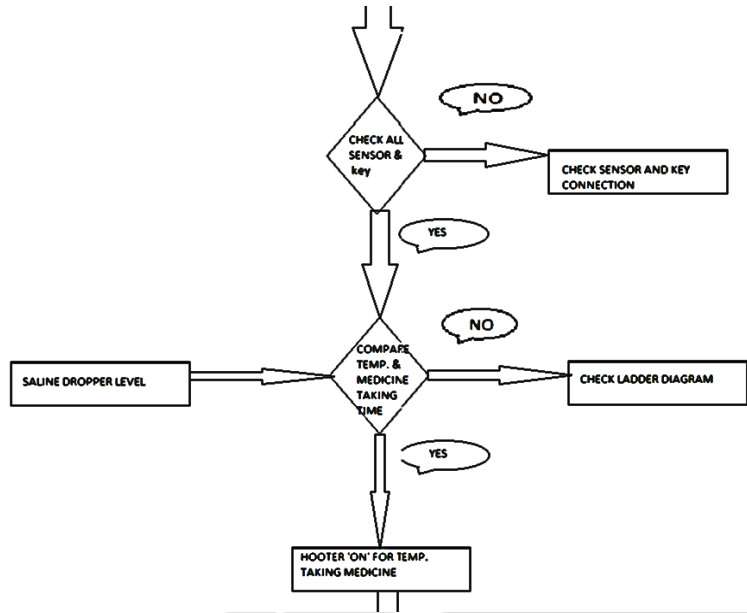 NO
CHECK ALL
SENSOR &
key
CHECK SENSOR AND KEY
CONNECTION
YES
NO
COMPARE
TEMP. &
MEDICINE
TAKING
TIME
SALINE DROPPER LEVEL
CHECK LADDER DIAGRAM
YES
HOOTER 'ON' FOR TEMP.
TAKING MEDICINE